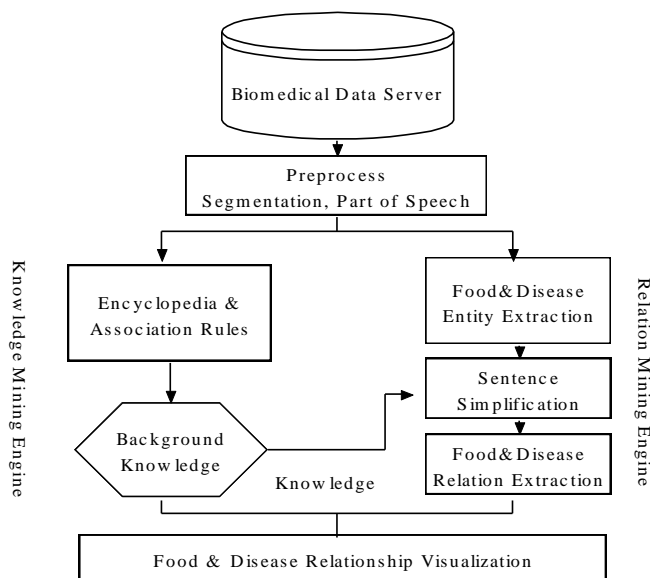 Biomedical Data Server
Preprocess
Segmentation, Part of Speech
Knowledge Mining Engine
Encyclopedia &
Association Rules
Background
Knowledge
Knowledge
Food&Disease
Entity Extraction
Sentence
Simplification
Food&Disease
Relation Extraction
Relation Mining Engine
Food & Disease Relationship Visualization